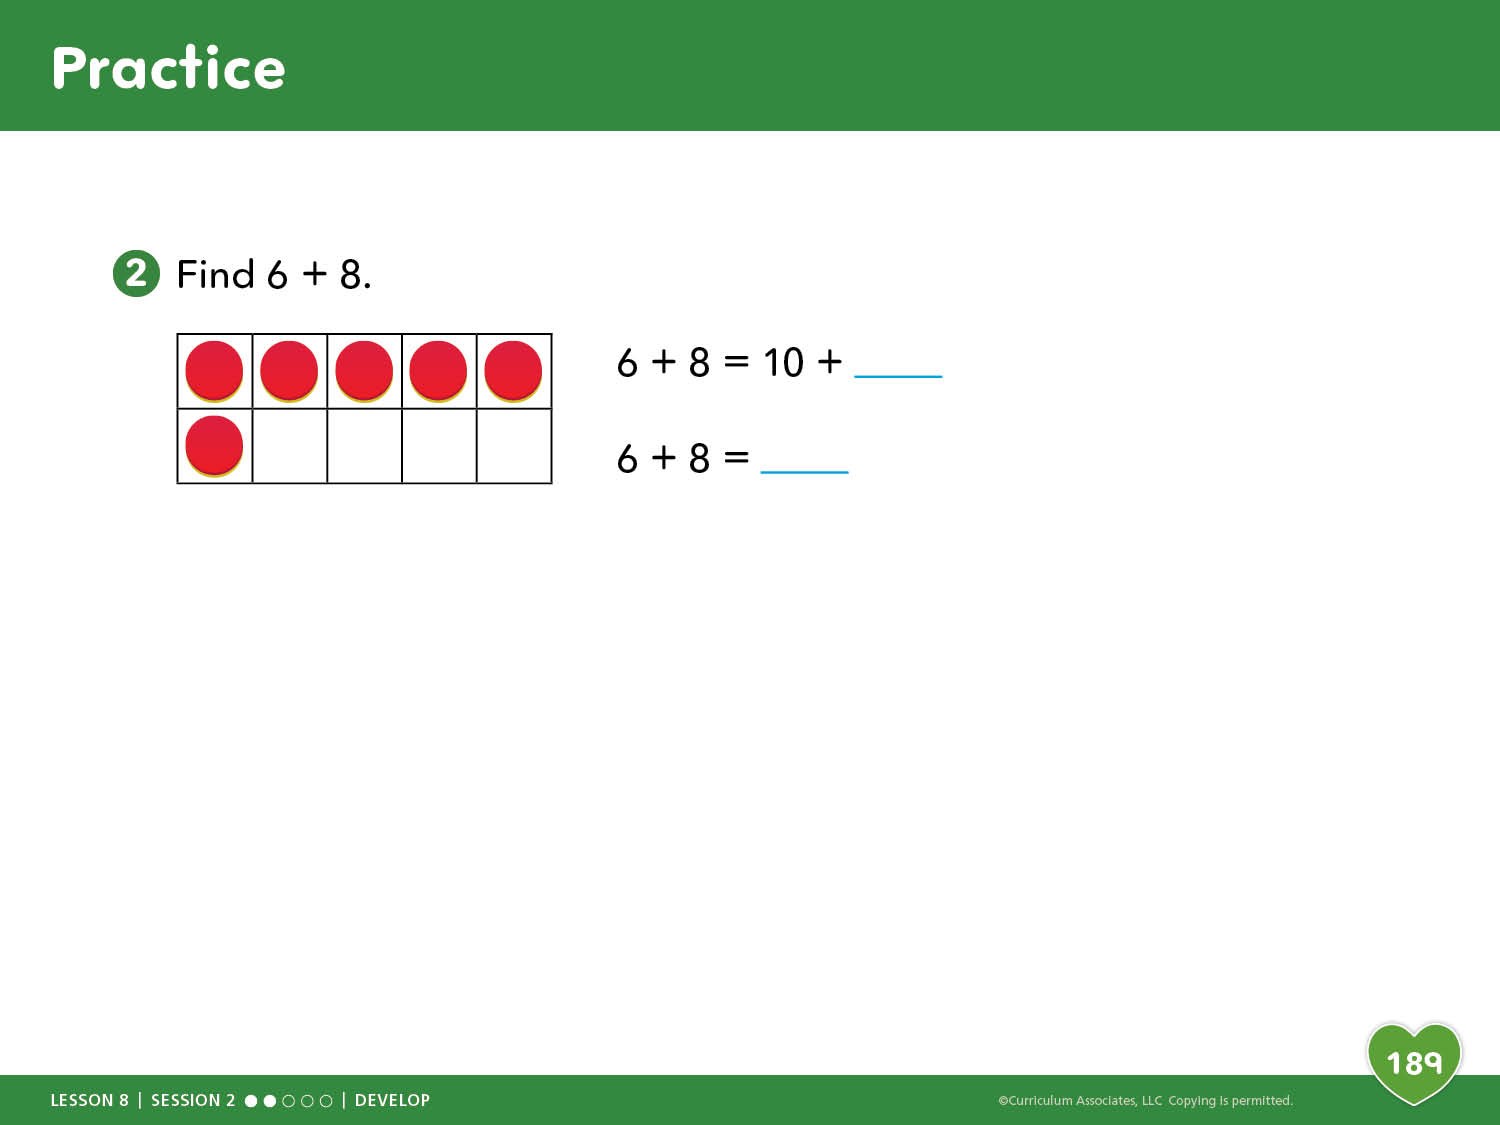 Practice
2 Find 6 + 8.
6 + 8 = 10 + ____
6 + 8 = ____
189
LESSON 8 | SESSION 2 ●●○○○ | DEVELOP
©Curriculum Associates, LLC Copying is permitted.